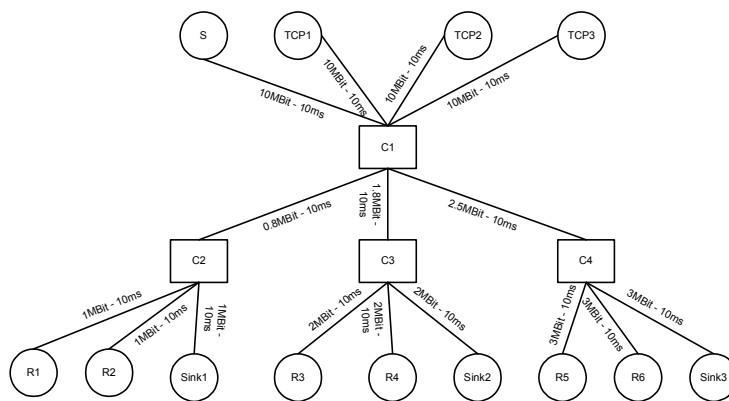 S
TCP1
TCP2
TCP3
10MBit - 10ms
10MBit - 10ms
10MBit - 10ms
10MBit - 10ms
C1
0.8MBit - 10ms
1.8MBit -
10ms
2.5MBit - 10ms
C2
C3
C4
1MBit - 10ms
1MBit - 10ms
1MBit -
10ms
2MBit - 10ms
2MBit -
10ms
2MBit - 10ms
3MBit - 10ms
3MBit - 10ms
3MBit - 10ms
R1
R2
Sink1
R3
R4
Sink2
R5
R6
Sink3